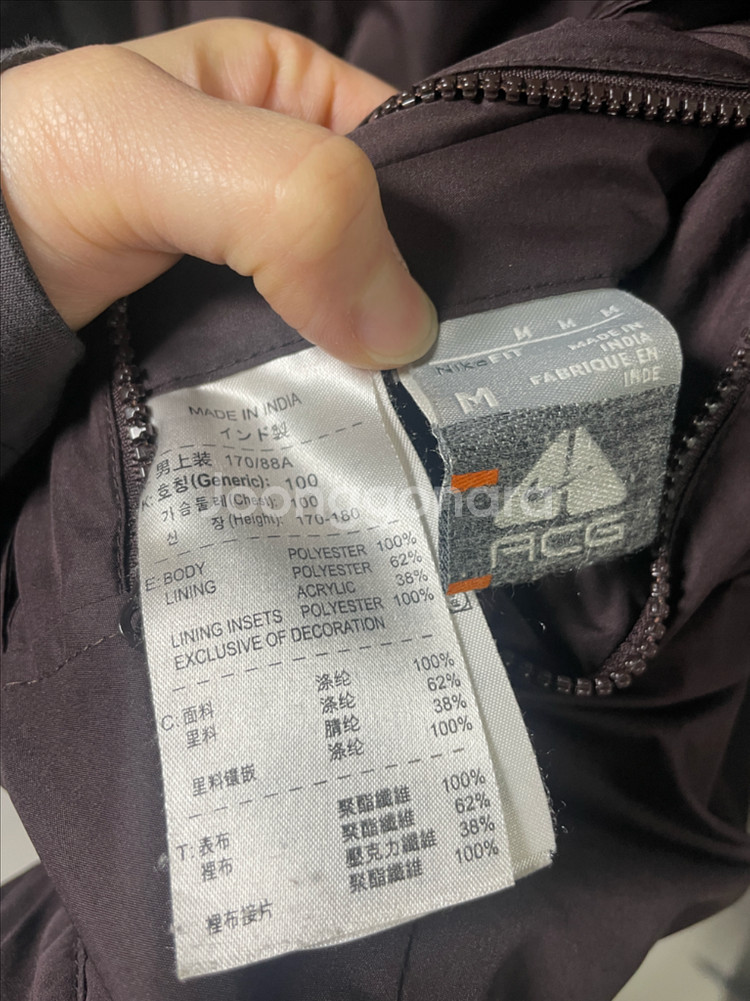 MADE IN INDIA
インド製
男上装 170/88A
K: 호칭(Generic): 100
가슴둘레(Chest): 100
신 장(Height): 170-180
E: BODY POLYESTER 100%
LINING POLYESTER 62%
ACRYLIC 38%
LINING INSETS POLYESTER 100%
EXCLUSIVE OF DECORATION
C: 面料 涤纶 100%
里料 涤纶 62%
腈纶 38%
里料镶嵌 涤纶 100%
T: 表布 聚酯纖維 100%
裡布 聚酯纖維 62%
壓克力纖維 38%
裡布接片 聚酯纖維 100%
M M M
NIKEFIT MADE IN
INDIA
M FABRIQUE EN
INDE
ACG